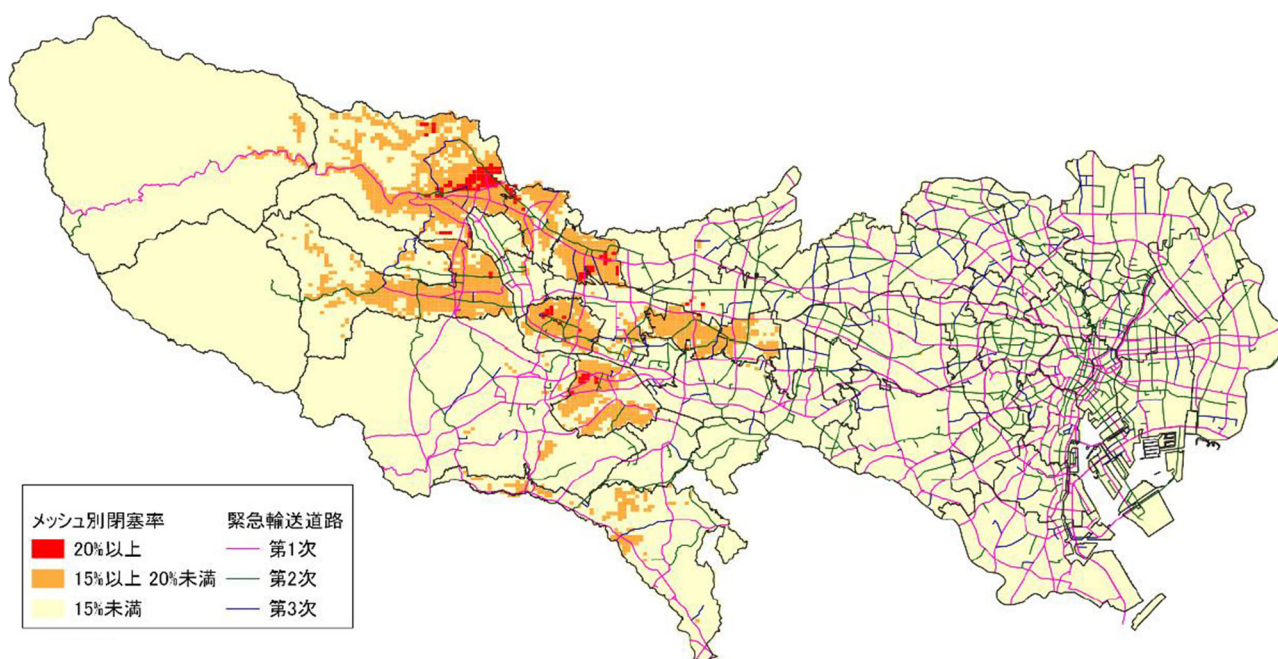 メッシュ別閉塞率
20%以上
15%以上 20%未満
15%未満
緊急輸送道路
第1次
第2次
第3次